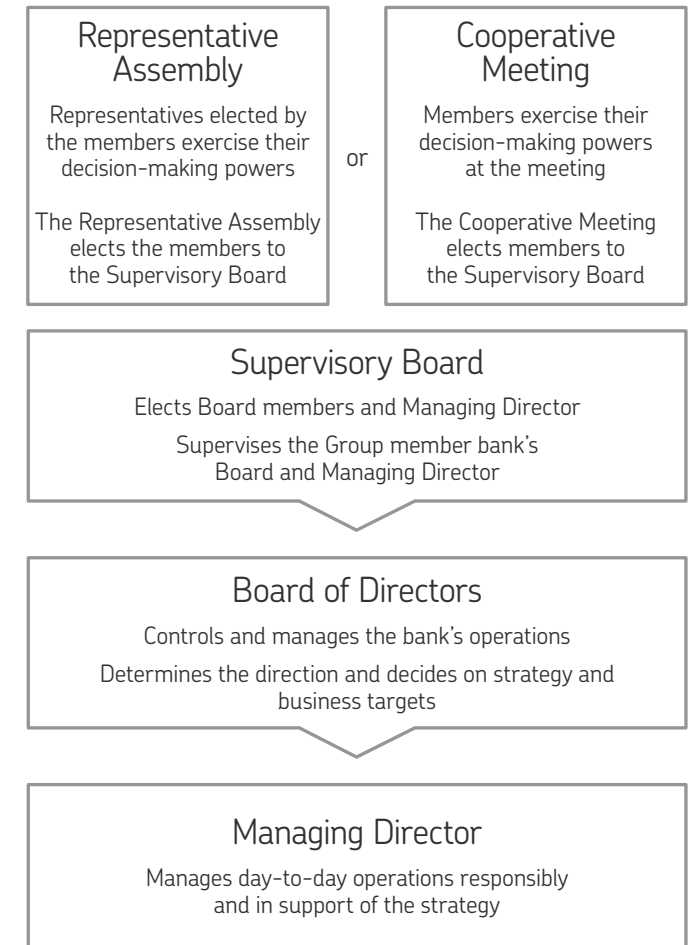 Representative
Assembly
Representatives elected by
the members exercise their
decision-making powers
The Representative Assembly
elects the members to
the Supervisory Board
or
Cooperative
Meeting
Members exercise their
decision-making powers
at the meeting
The Cooperative Meeting
elects members to
the Supervisory Board
Supervisory Board
Elects Board members and Managing Director
Supervises the Group member bank's
Board and Managing Director
Board of Directors
Controls and manages the bank's operations
Determines the direction and decides on strategy and
business targets
Managing Director
Manages day-to-day operations responsibly
and in support of the strategy